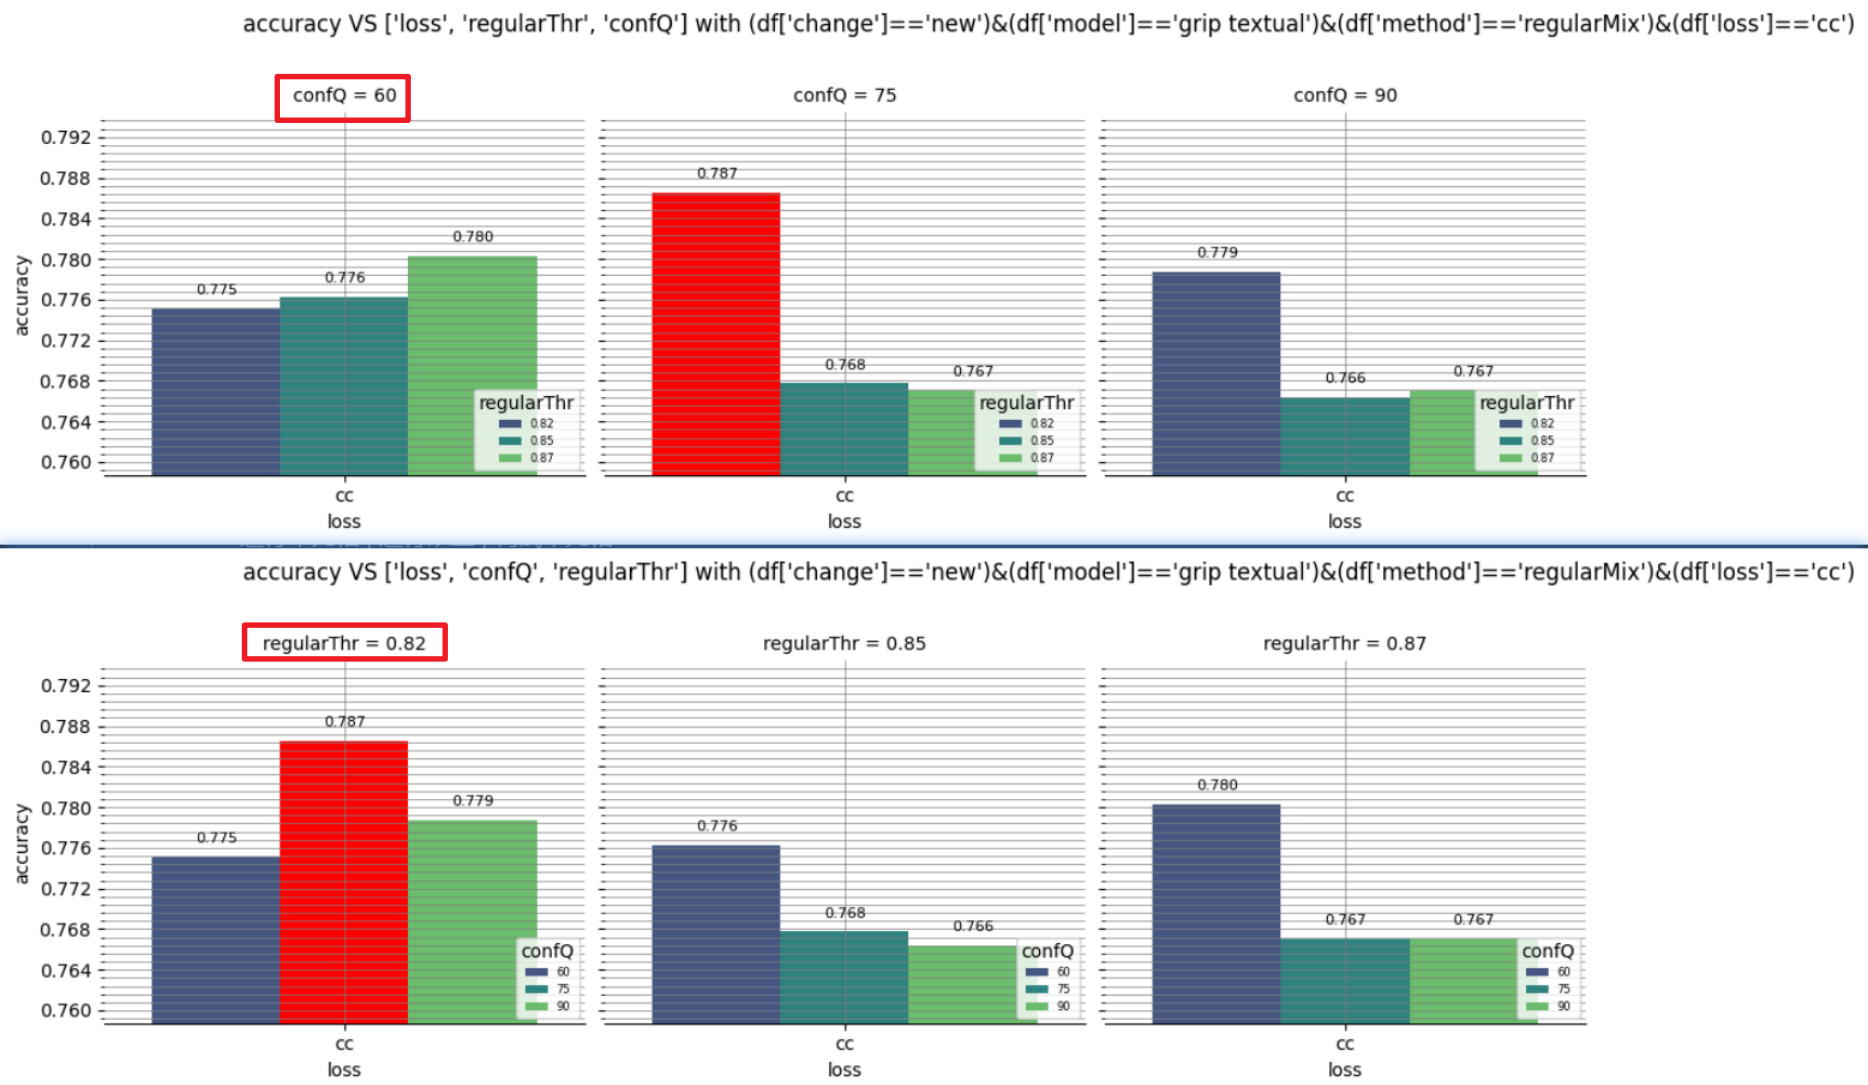 accuracy VS ['loss', 'regularThr', 'confQ'] with (df['change']=='new')&(df['model']=='grip textual')&(df['method']=='regularMix')&(df['loss']=='cc')
confQ = 60
confQ = 75
confQ = 90
accuracy
0.792
0.788
0.784
0.780
0.776
0.772
0.768
0.764
0.760
0.775
0.776
0.780
regularThr
0.82
0.85
0.87
cc
loss
0.787
0.768
0.767
regularThr
0.82
0.85
0.87
cc
loss
0.779
0.766
0.767
regularThr
0.82
0.85
0.87
cc
loss
accuracy VS ['loss', 'confQ', 'regularThr'] with (df['change']=='new')&(df['model']=='grip textual')&(df['method']=='regularMix')&(df['loss']=='cc')
regularThr = 0.82
regularThr = 0.85
regularThr = 0.87
accuracy
0.792
0.788
0.784
0.780
0.776
0.772
0.768
0.764
0.760
0.775
0.787
0.779
confQ
60
75
90
cc
loss
0.776
0.768
0.766
confQ
60
75
90
cc
loss
0.780
0.767
0.767
confQ
60
75
90
cc
loss